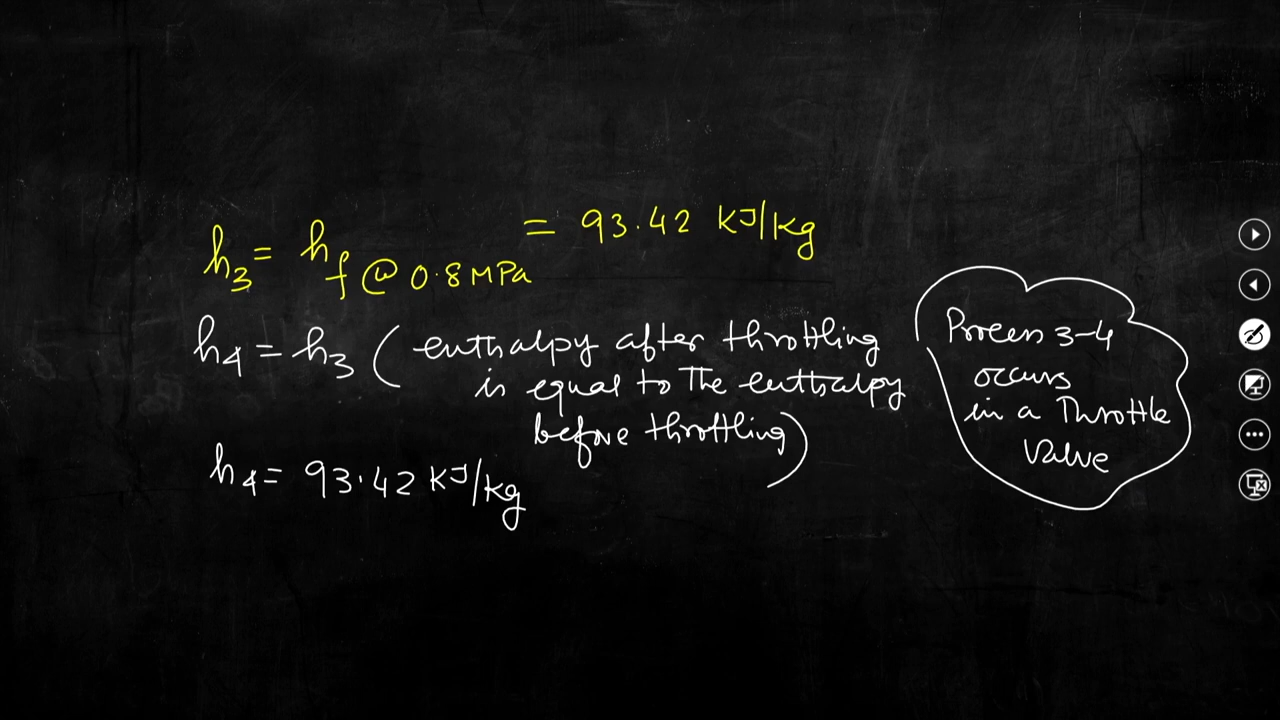 h3 = hf @ 0.8 MPa = 93.42 KJ/kg
h4 = h3 ( enthalpy after throttling
is equal to the enthalpy
before throttling)
h4 = 93.42 KJ/kg
Process 3-4
occurs
in a Throttle
Valve